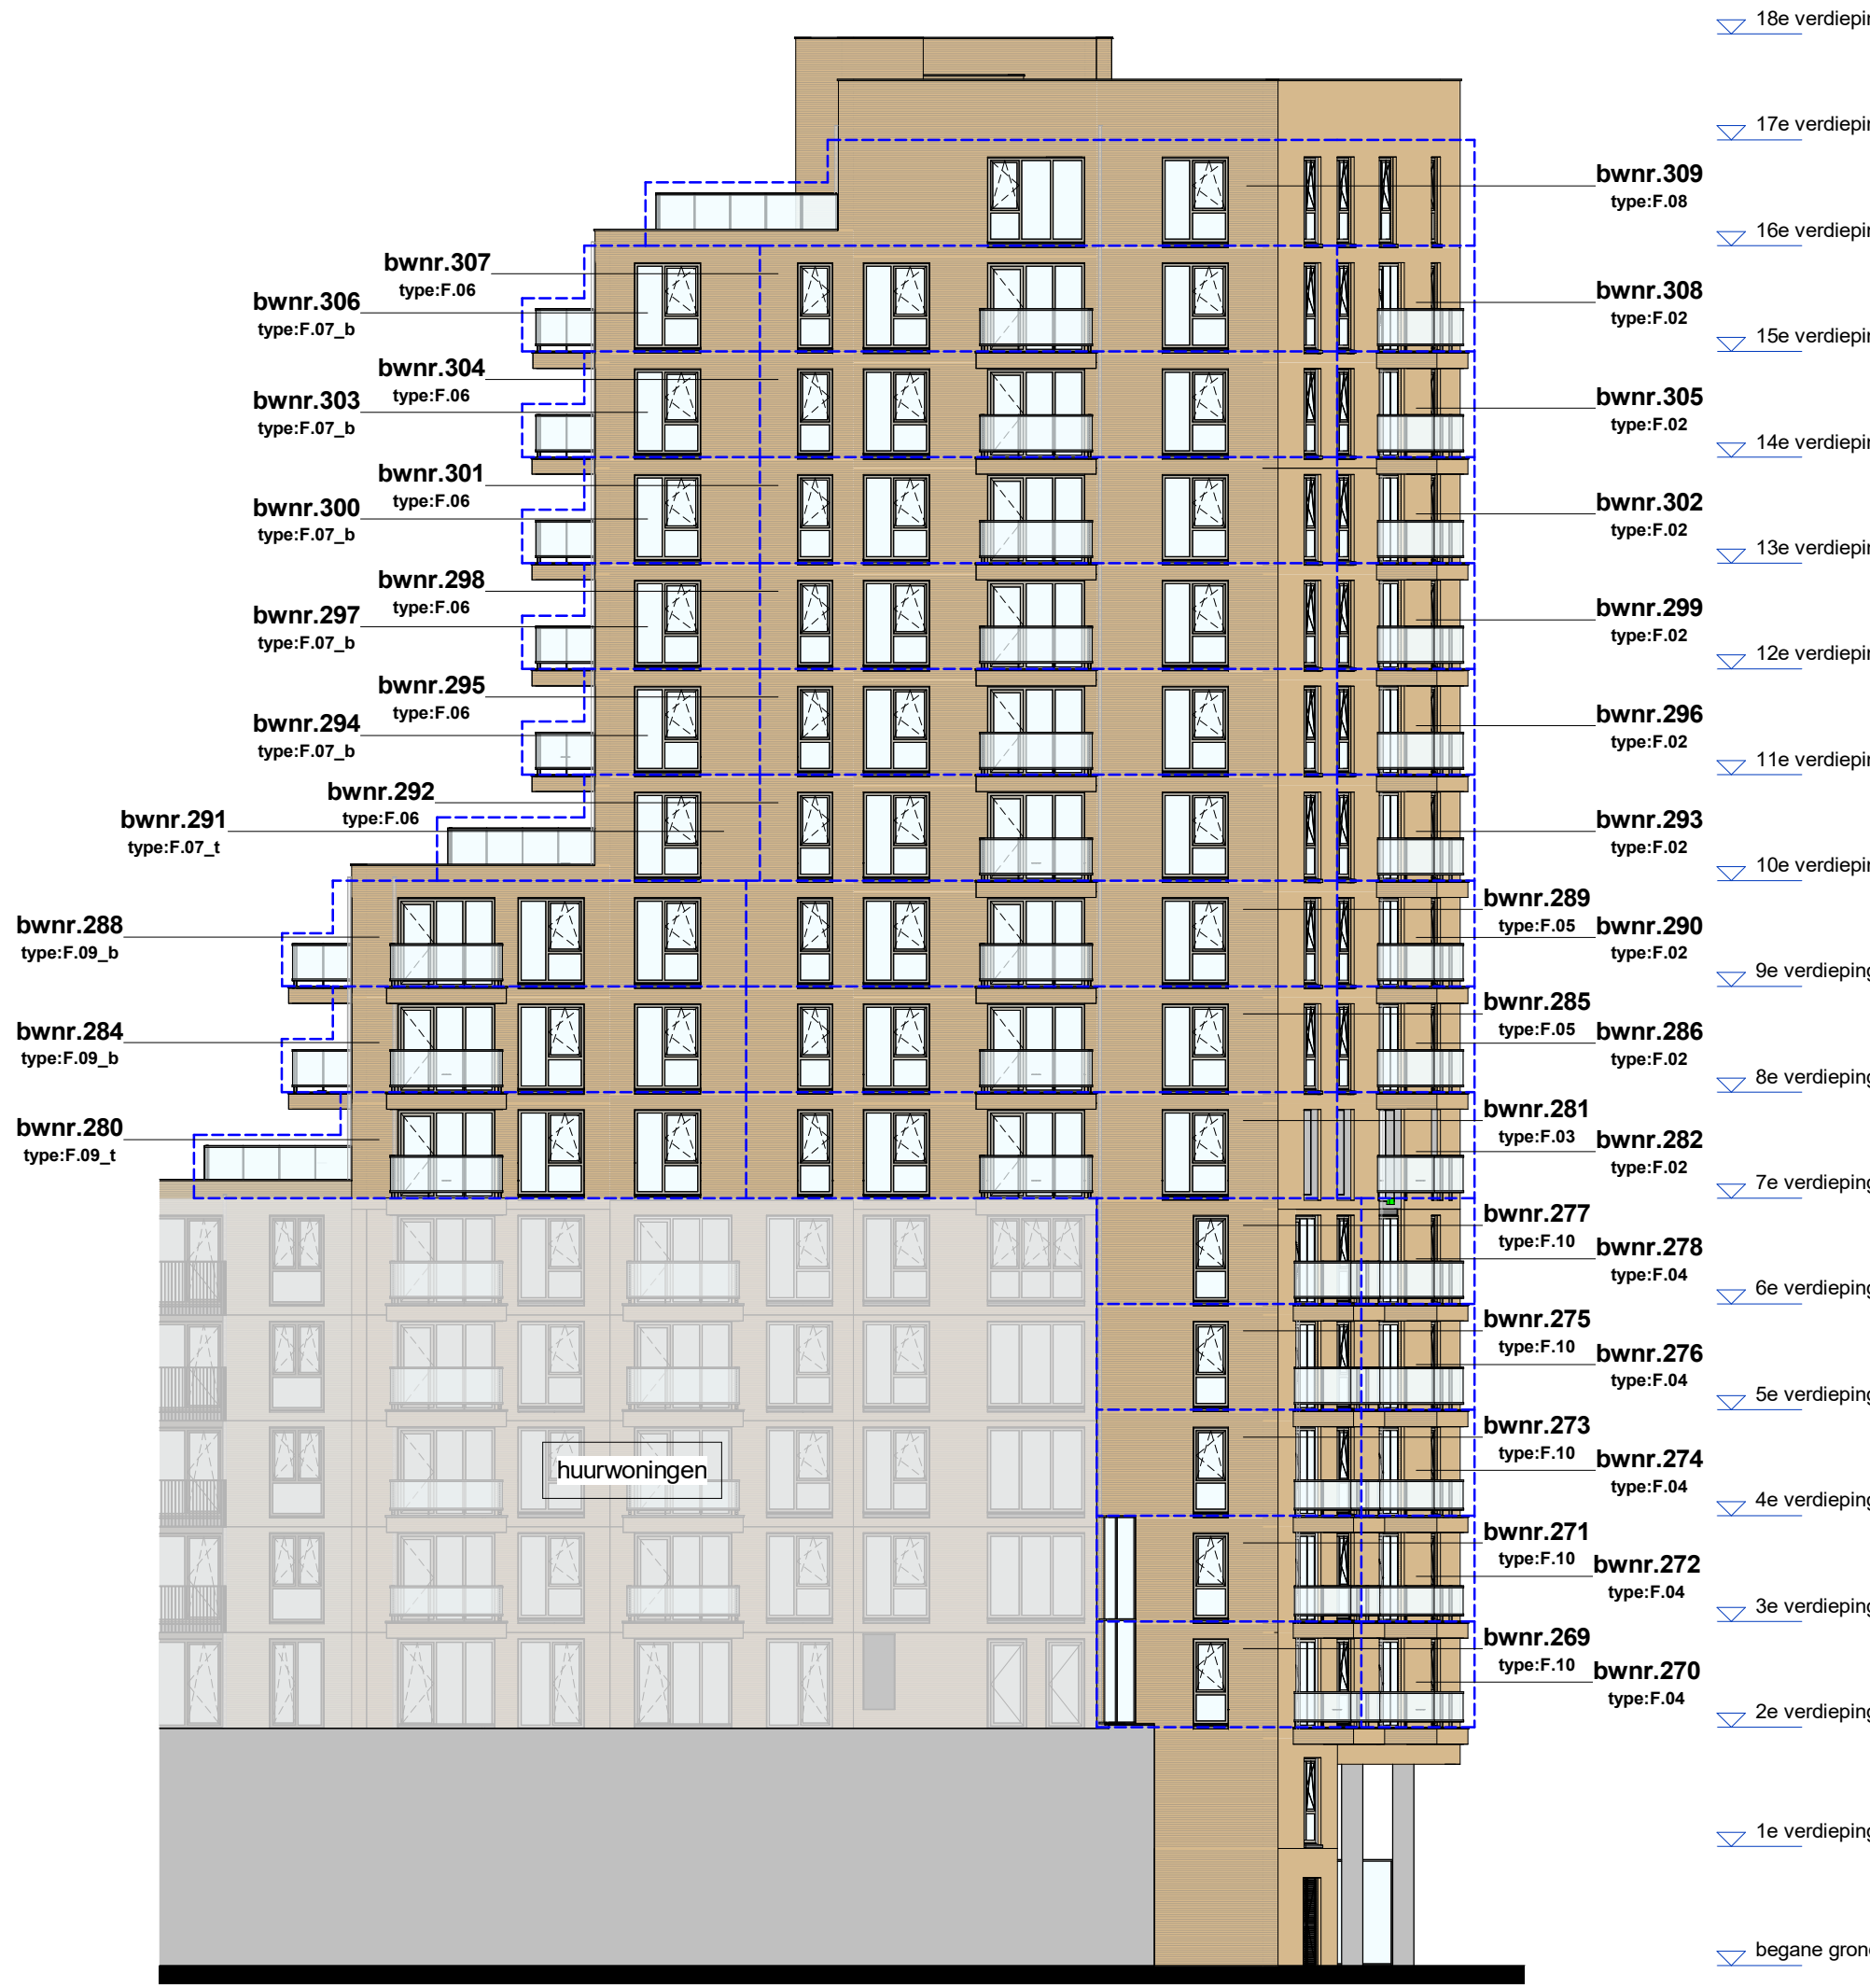 18e verdiepin
17e verdiepin
bwnr.309
type:F.08
16e verdiepin
bwnr.307
type:F.06
bwnr.306
type:F.07_b
bwnr.308
type:F.02
15e verdiepin
bwnr.304
type:F.06
bwnr.303
type:F.07_b
bwnr.305
type:F.02
14e verdiepin
bwnr.301
type:F.06
bwnr.300
type:F.07_b
bwnr.302
type:F.02
13e verdiepin
bwnr.298
type:F.06
bwnr.297
type:F.07_b
bwnr.299
type:F.02
12e verdiepin
bwnr.295
type:F.06
bwnr.294
type:F.07_b
bwnr.296
type:F.02
11e verdiepin
bwnr.292
type:F.06
bwnr.291
type:F.07_t
bwnr.293
type:F.02
10e verdiepin
bwnr.288
type:F.09_b
bwnr.289
type:F.05
bwnr.290
type:F.02
9e verdieping
bwnr.284
type:F.09_b
bwnr.285
type:F.05
bwnr.286
type:F.02
8e verdieping
bwnr.280
type:F.09_t
bwnr.281
type:F.03
bwnr.282
type:F.02
7e verdieping
bwnr.277
type:F.10
bwnr.278
type:F.04
6e verdieping
bwnr.275
type:F.10
bwnr.276
type:F.04
5e verdieping
bwnr.273
type:F.10
bwnr.274
type:F.04
huurwoningen
4e verdieping
bwnr.271
type:F.10
bwnr.272
type:F.04
3e verdieping
bwnr.269
type:F.10
bwnr.270
type:F.04
2e verdieping
1e verdieping
begane grond